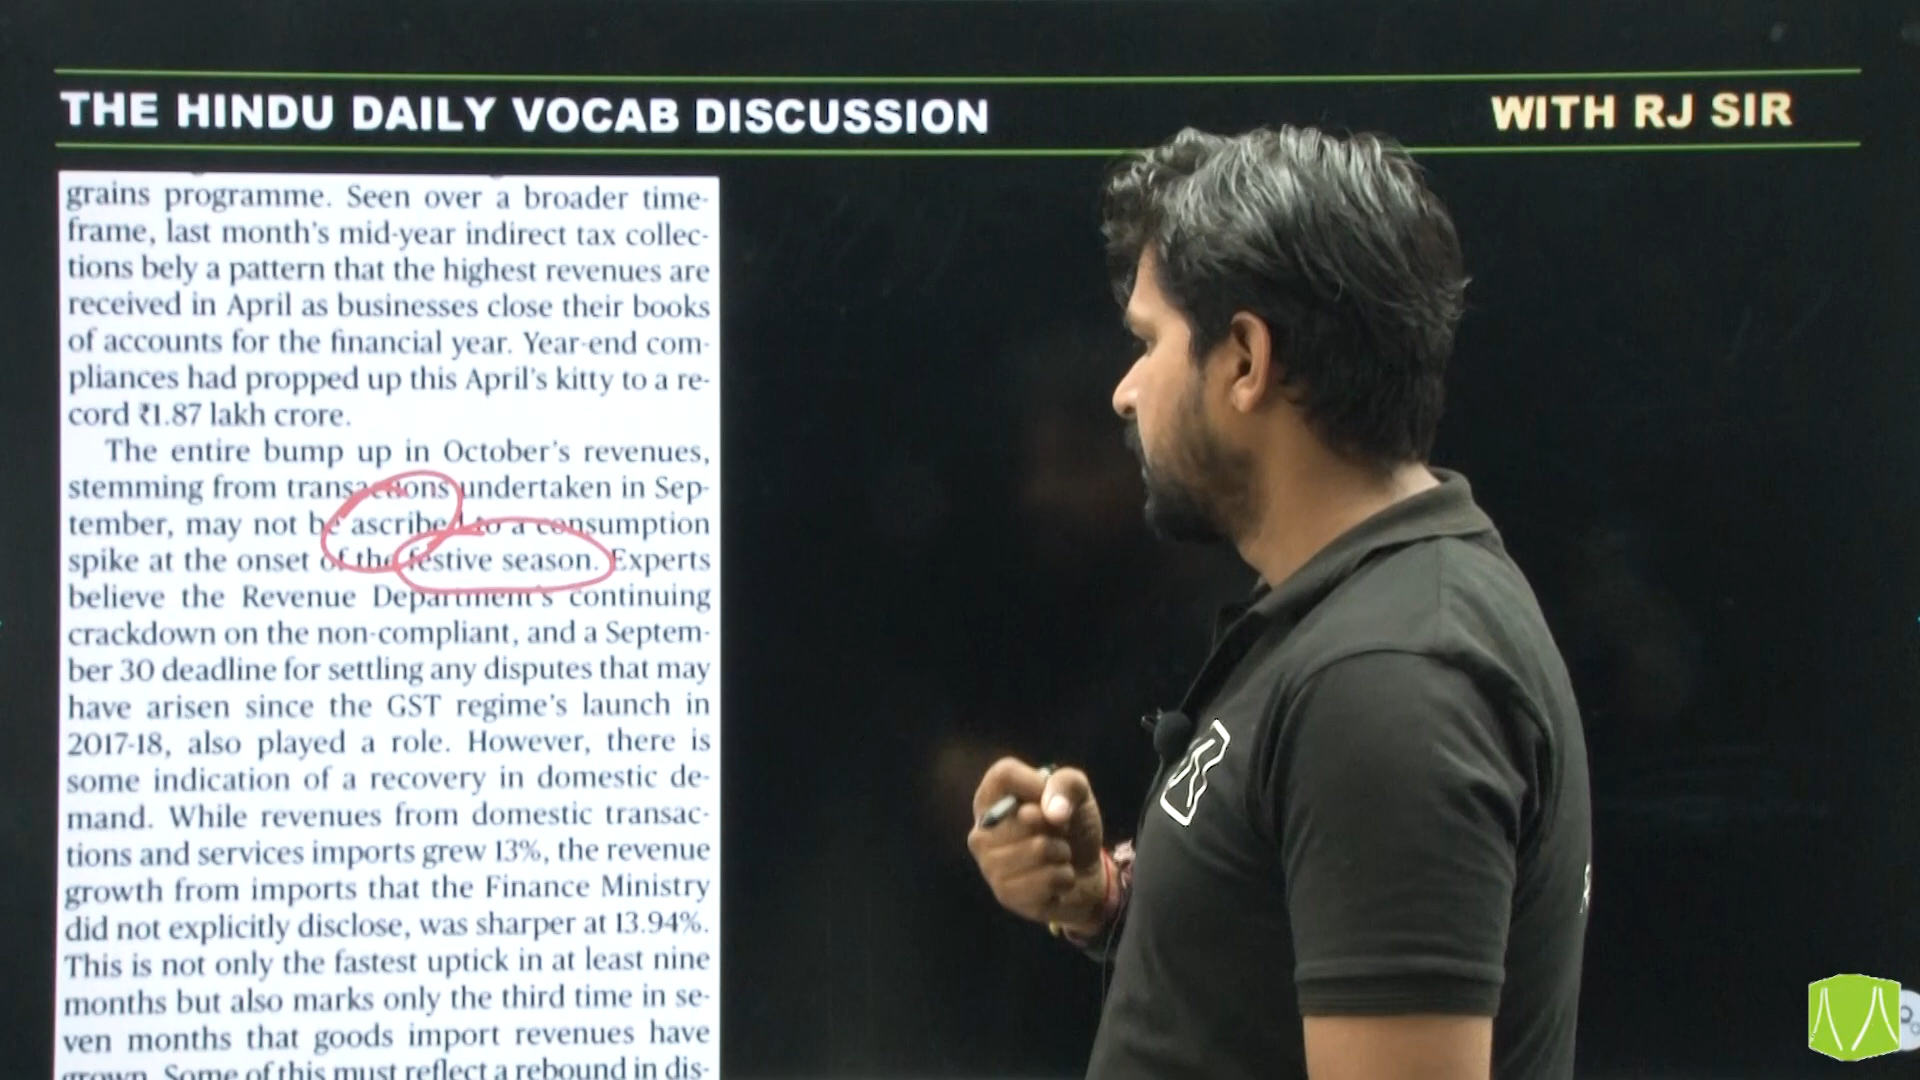 THE HINDU DAILY VOCAB DISCUSSION
WITH RJ SIR
grains programme. Seen over a broader time-
frame, last month's mid-year indirect tax collec-
tions bely a pattern that the highest revenues are
received in April as businesses close their books
of accounts for the financial year. Year-end com-
pliances had propped up this April's kitty to a re-
cord ₹1.87 lakh crore.
The entire bump up in October's revenues,
stemming from transactions undertaken in Sep-
tember, may not be ascribed to a consumption
spike at the onset of the festive season. Experts
believe the Revenue Department's continuing
crackdown on the non-compliant, and a Septem-
ber 30 deadline for settling any disputes that may
have arisen since the GST regime's launch in
2017-18, also played a role. However, there is
some indication of a recovery in domestic de-
mand. While revenues from domestic transac-
tions and services imports grew 13%, the revenue
growth from imports that the Finance Ministry
did not explicitly disclose, was sharper at 13.94%.
This is not only the fastest uptick in at least nine
months but also marks only the third time in se-
ven months that goods import revenues have
grown. Some of this must reflect a rebound in dis-